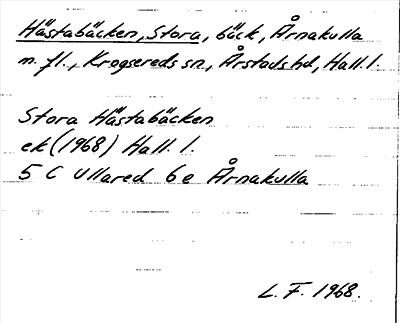 Hästabäcken, Stora, bäck, Årnakulla
m. fl., Krogsereds sn, Årstads hd, Hall. l.
Stora Hästabäcken
ek (1968) Hall. l.
5 C Ullared 6 e Årnakulla
L. F. 1968.